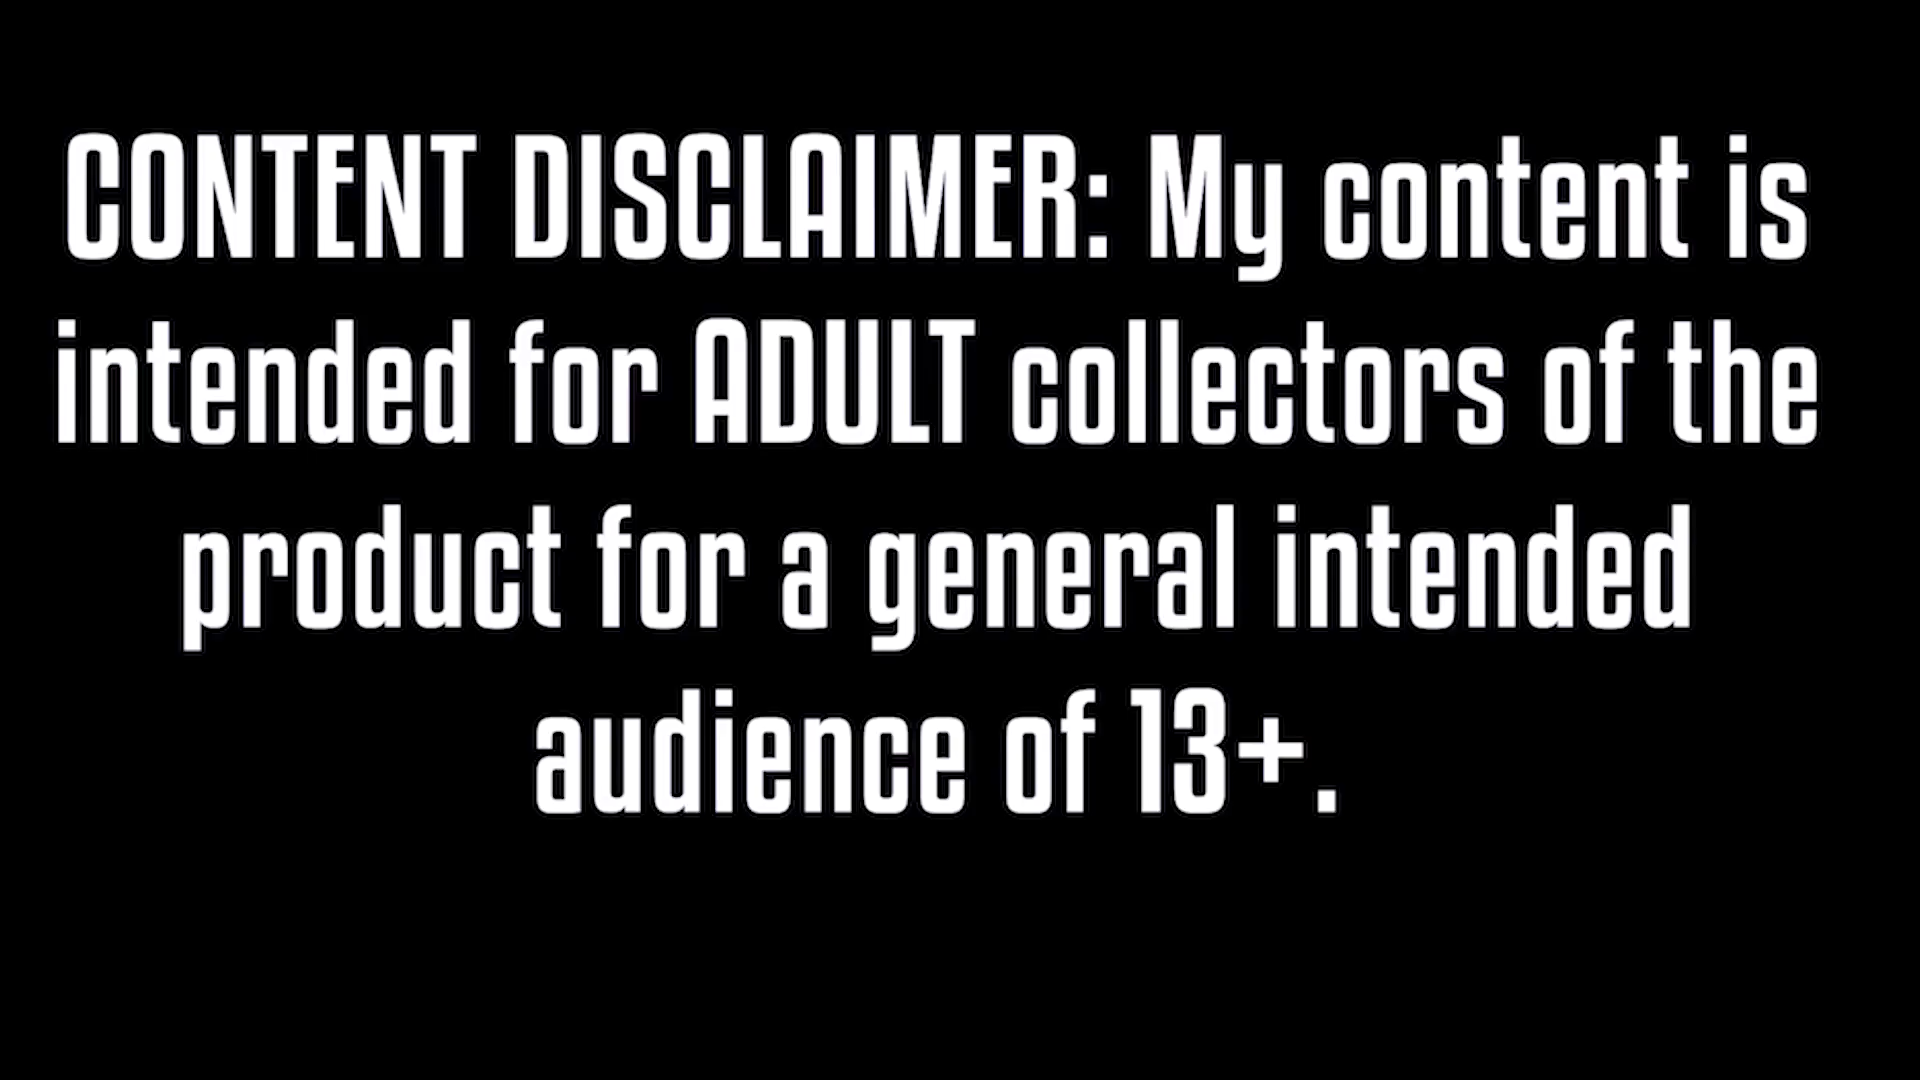 CONTENT DISCLAIMER: My content is
intended for ADULT collectors of the
product for a general intended
audience of 13+.